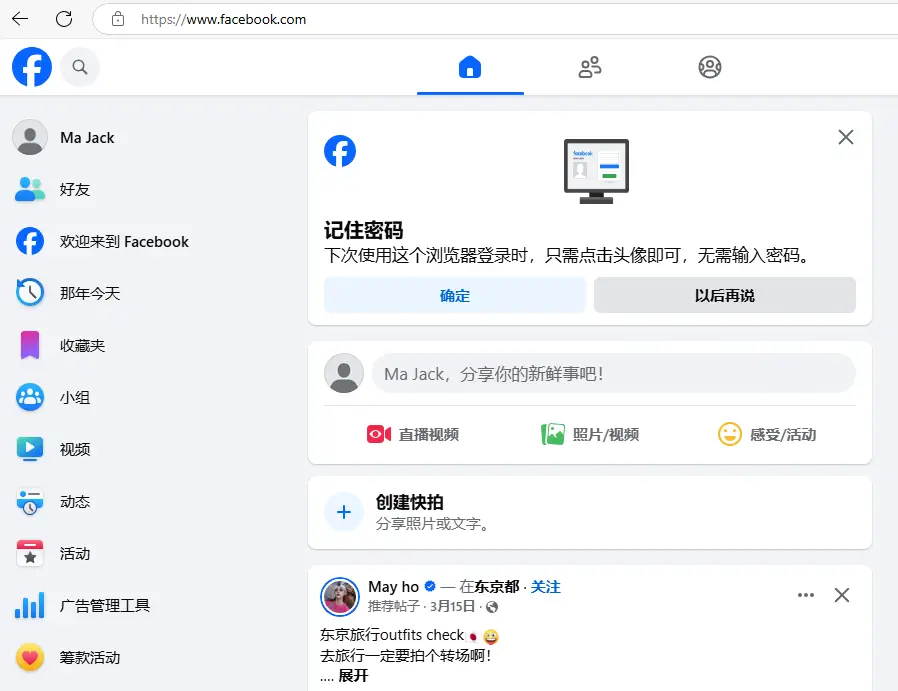 https://www.facebook.com
Ma Jack
好友
欢迎来到 Facebook
那年今天
收藏夹
小组
视频
动态
活动
广告管理工具
筹款活动
facebook
记住密码
下次使用这个浏览器登录时，只需点击头像即可，无需输入密码。
确定
以后再说
Ma Jack，分享你的新鲜事吧！
直播视频
照片/视频
感受/活动
创建快拍
分享照片或文字。
May ho — 在东京都 · 关注
推荐帖子 · 3月15日 ·
东京旅行outfits check
去旅行一定要拍个转场啊！
.... 展开